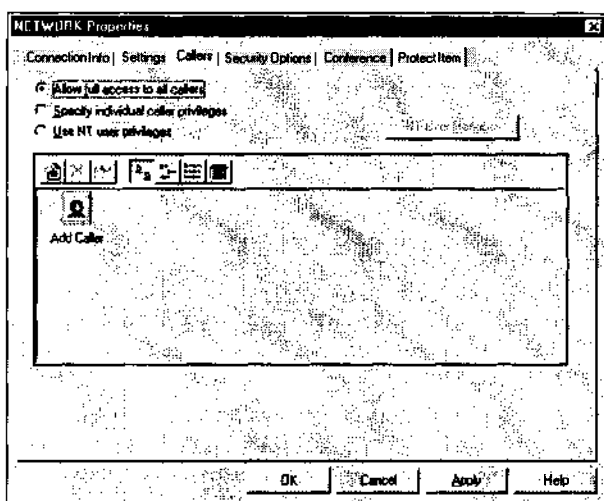 NETWORK Properties
Connection Info | Settings Callers | Security Options | Conference | Protect Item
Allow full access to all callers
Specify individual caller privileges
Use NT user privileges
Add Caller
OK Cancel Apply Help